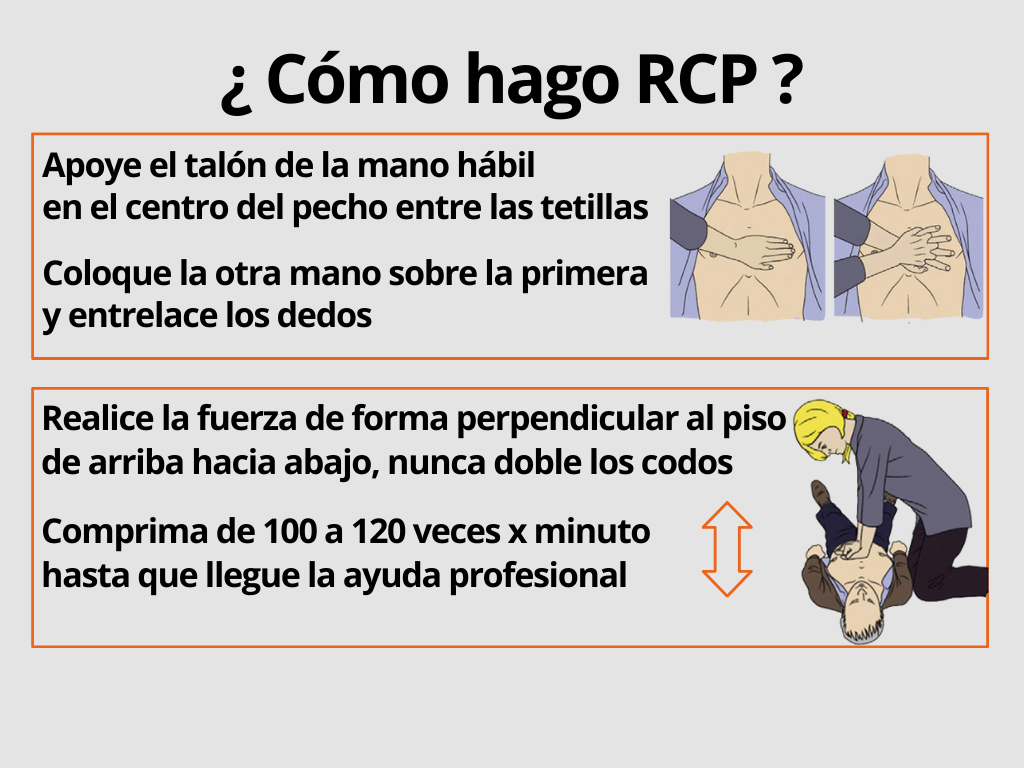 ¿ Cómo hago RCP ?
Apoye el talón de la mano hábil
en el centro del pecho entre las tetillas
Coloque la otra mano sobre la primera
y entrelace los dedos
Realice la fuerza de forma perpendicular al piso
de arriba hacia abajo, nunca doble los codos
Comprima de 100 a 120 veces x minuto
hasta que llegue la ayuda profesional